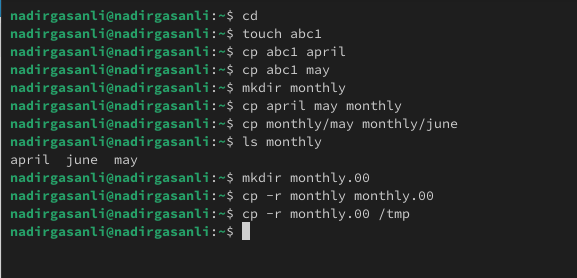 nadirgasanli@nadirgasanli:~$ cd
nadirgasanli@nadirgasanli:~$ touch abc1
nadirgasanli@nadirgasanli:~$ cp abc1 april
nadirgasanli@nadirgasanli:~$ cp abc1 may
nadirgasanli@nadirgasanli:~$ mkdir monthly
nadirgasanli@nadirgasanli:~$ cp april may monthly
nadirgasanli@nadirgasanli:~$ cp monthly/may monthly/june
nadirgasanli@nadirgasanli:~$ ls monthly
april  june  may
nadirgasanli@nadirgasanli:~$ mkdir monthly.00
nadirgasanli@nadirgasanli:~$ cp -r monthly monthly.00
nadirgasanli@nadirgasanli:~$ cp -r monthly.00 /tmp
nadirgasanli@nadirgasanli:~$